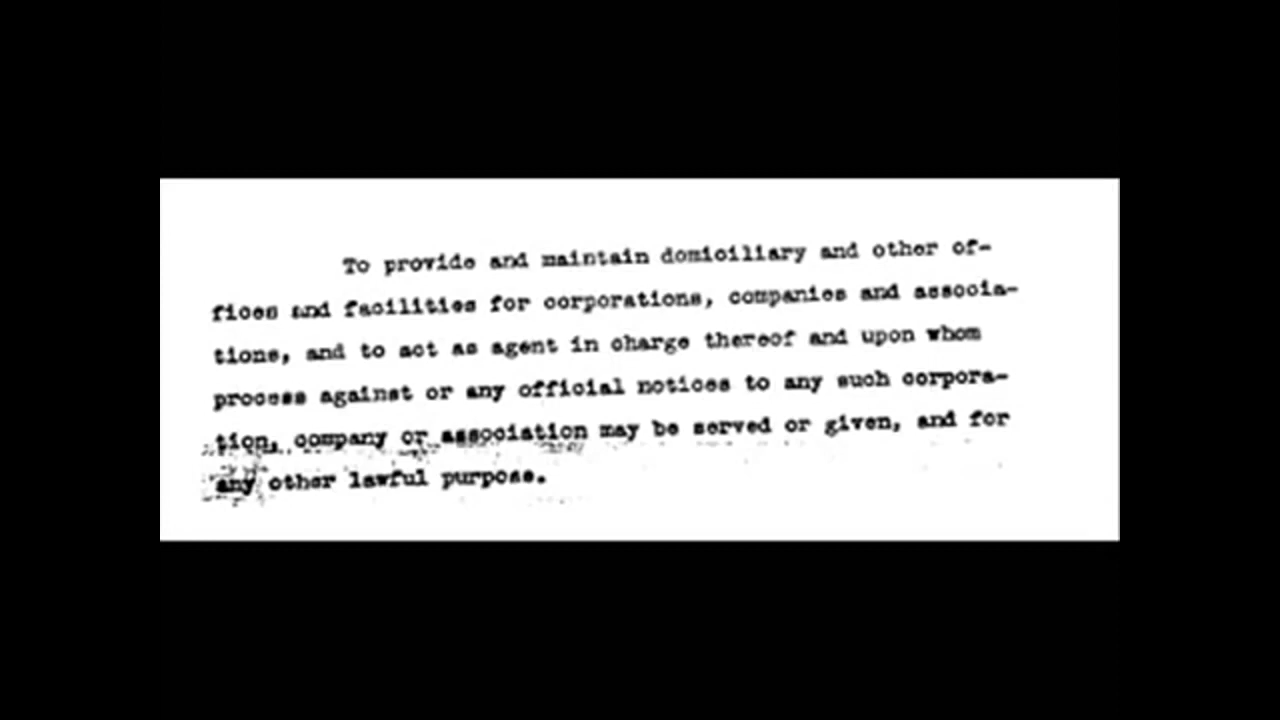 To provide and maintain domiciliary and other of-
fices and facilities for corporations, companies and associa-
tions, and to act as agent in charge thereof and upon whom
process against or any official notices to any such corpora-
tion, company or association may be served or given, and for
any other lawful purpose.